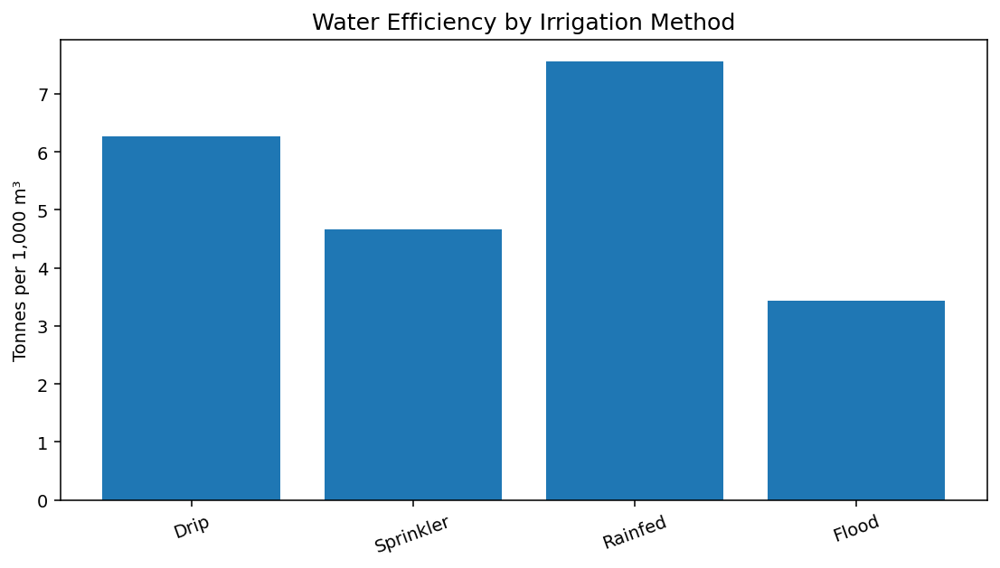 Water Efficiency by Irrigation Method
Tonnes per 1,000 m³
7
6
5
4
3
2
1
0
Drip
Sprinkler
Rainfed
Flood